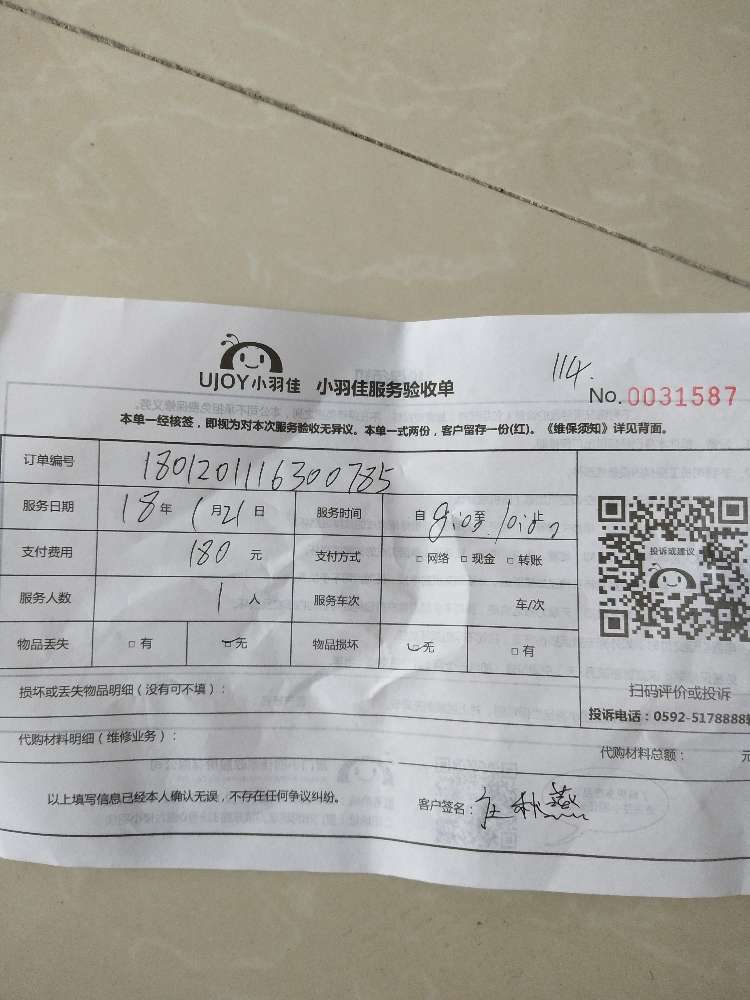 UJOY小羽佳 小羽佳服务验收单
114.
No. 0031587
本单一经核签，即视为对本次服务验收无异议。本单一式两份，客户留存一份(红)。《维保须知》详见背面。
订单编号 1801201116300785
服务日期 18年 1月21日 服务时间 自 至 止
支付费用 180 元 支付方式 □网络 □现金 □转账
服务人数 1 人 服务车次 车/次
物品丢失 □有 □无 物品损坏 □无 □有
投诉或建议
扫码评价或投诉
投诉电话：0592-5178888
损坏或丢失物品明细（没有可不填）：
代购材料明细（维修业务）： 代购材料总额： 元
以上填写信息已经本人确认无误，不存在任何争议纠纷。 客户签名：